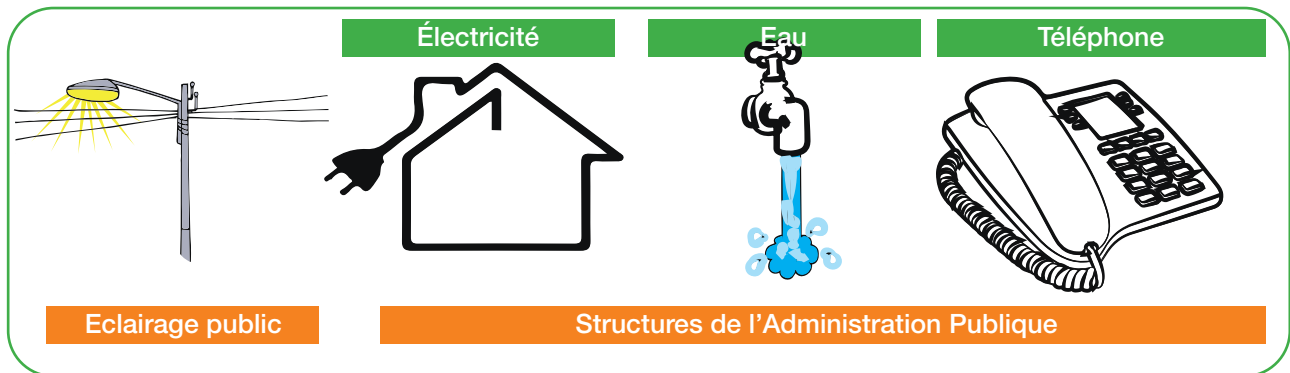 Électricité
Eau
Téléphone
Eclairage public
Structures de l’Administration Publique